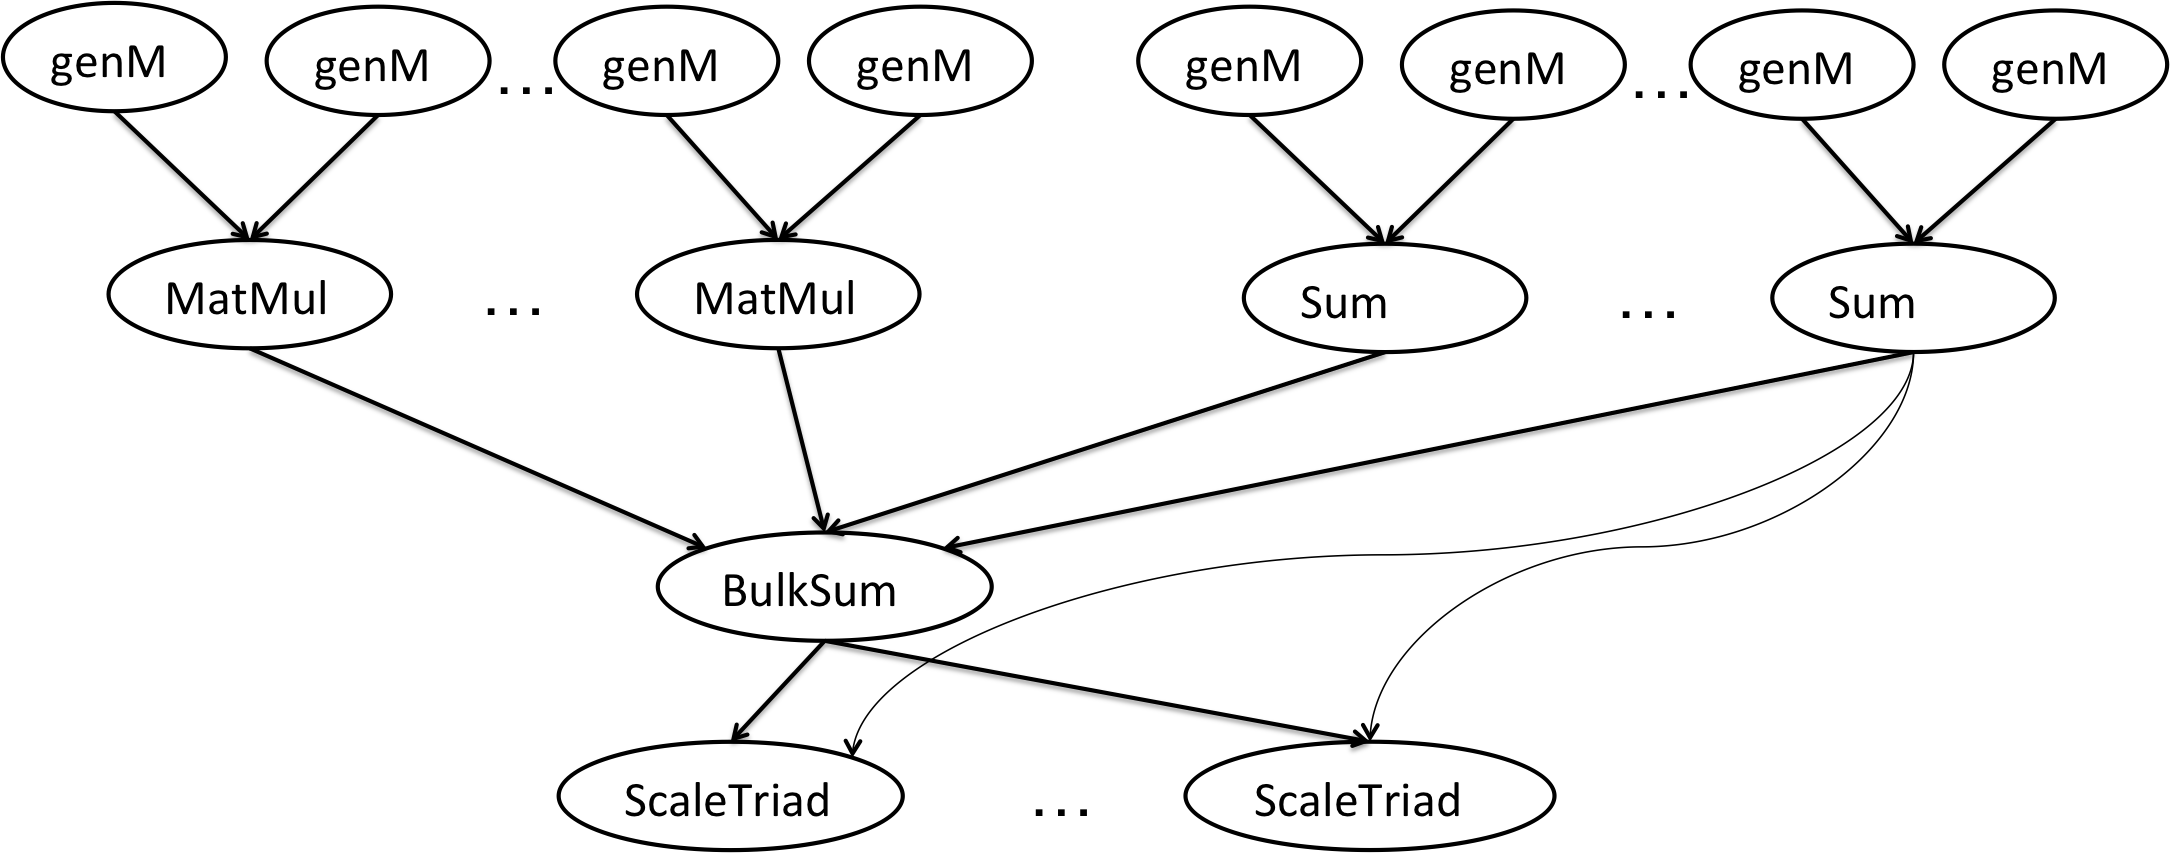 genM genM ... genM genM genM genM ... genM genM
MatMul ... MatMul Sum ... Sum
BulkSum
ScaleTriad ... ScaleTriad